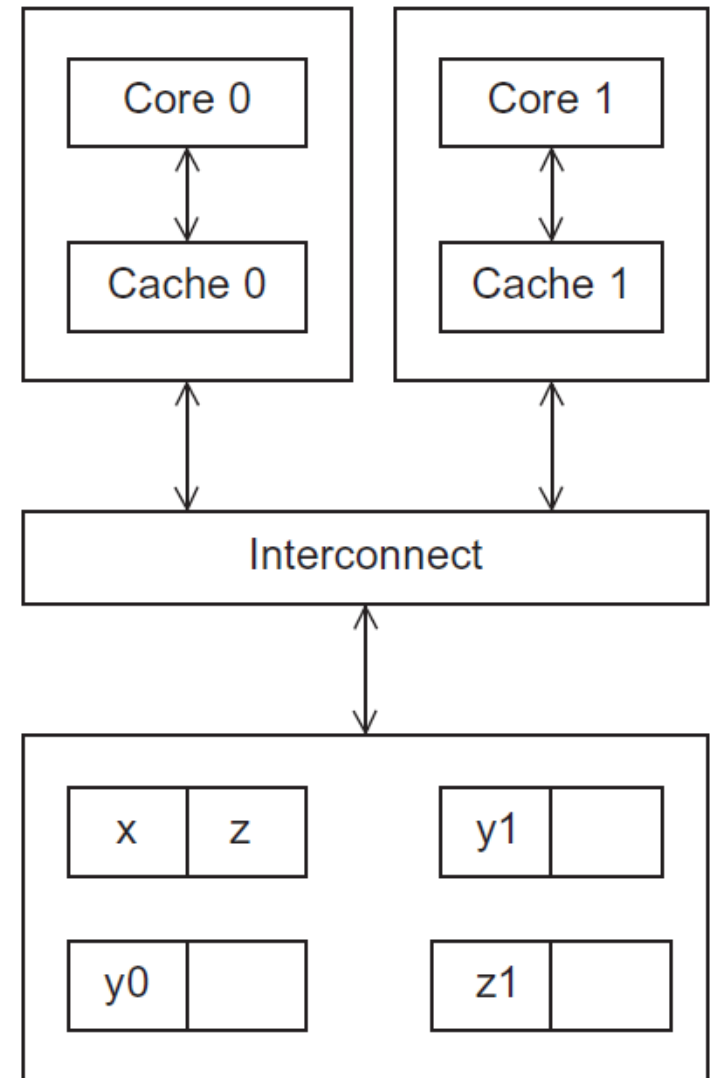 Core 0
Core 1
Cache 0
Cache 1
Interconnect
x z
y1
y0
z1